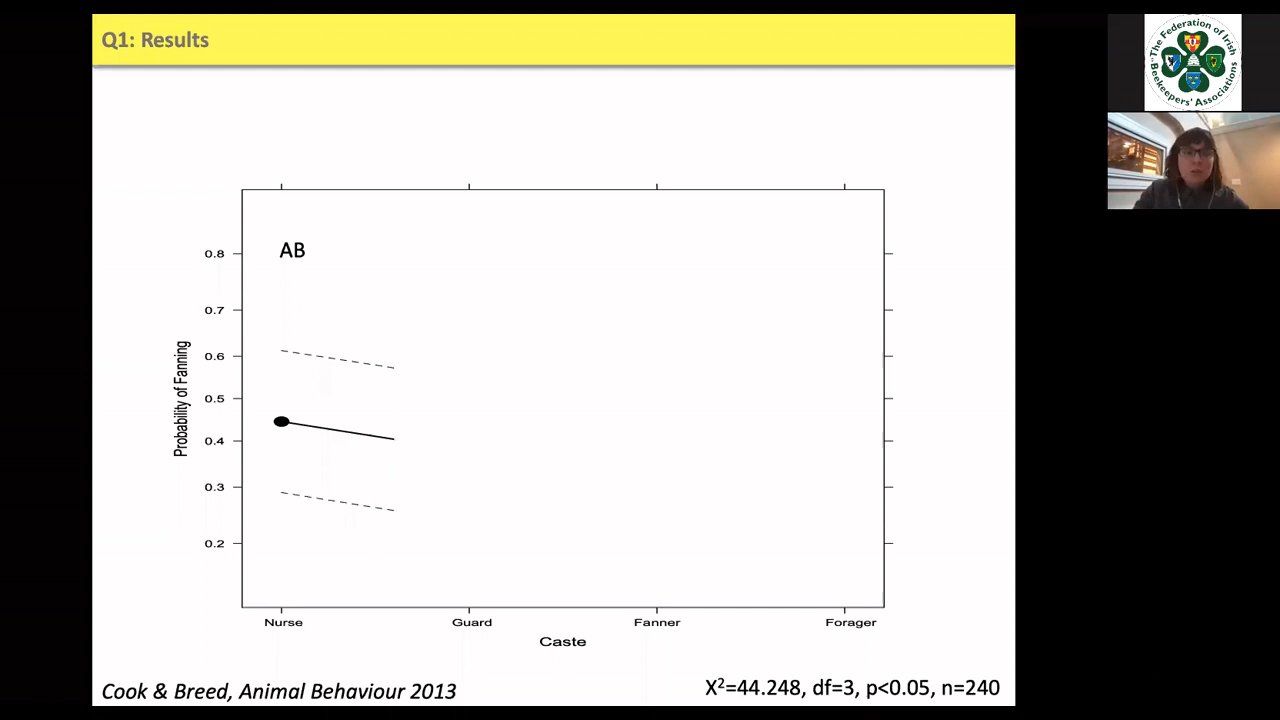 Q1: Results
The Federation of Irish
Beekeepers' Associations
AB
0.8
0.7
0.6
0.5
0.4
0.3
0.2
Probability of Fanning
Nurse
Guard
Fanner
Forager
Caste
Cook & Breed, Animal Behaviour 2013
X²=44.248, df=3, p<0.05, n=240